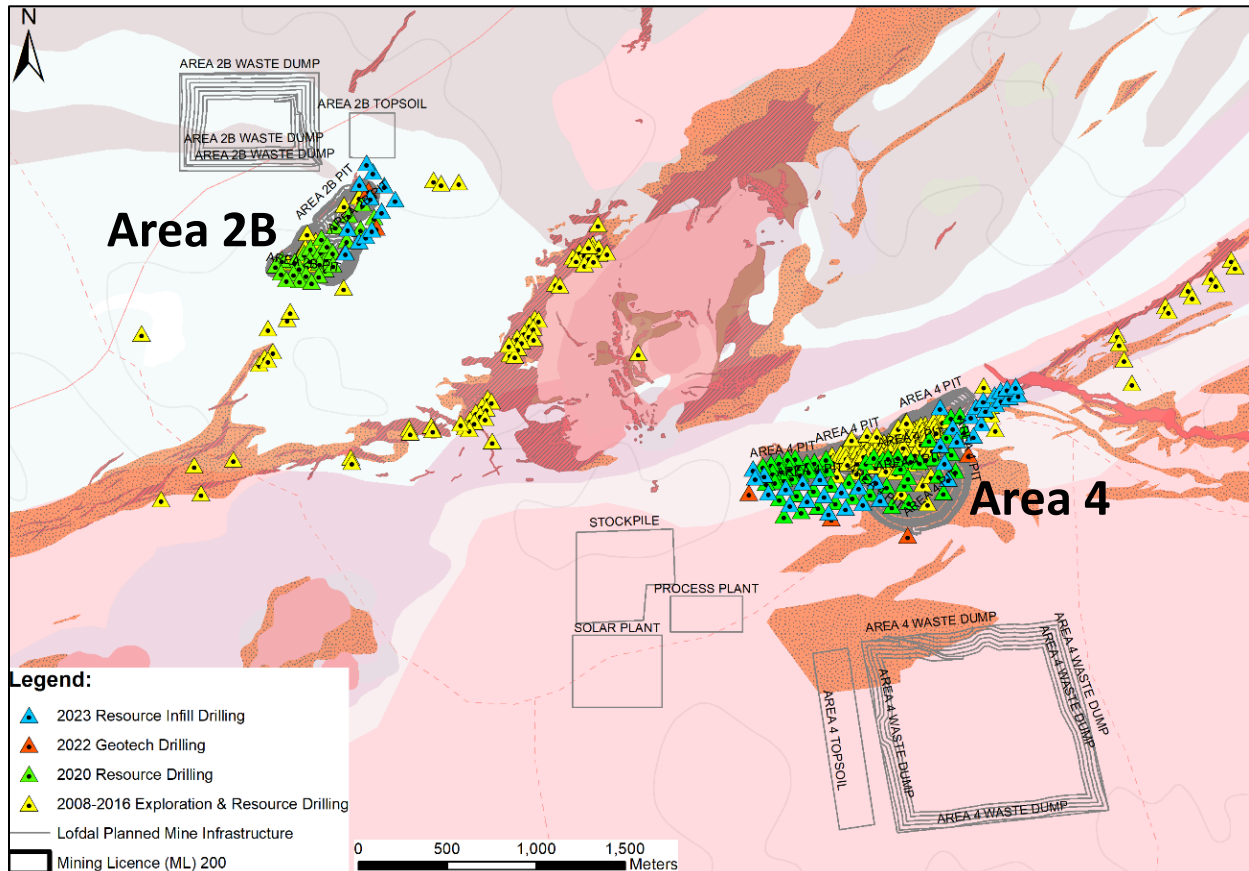 N
AREA 2B WASTE DUMP
AREA 2B TOPSOIL
AREA 2B WASTE DUMP
AREA 2B WASTE DUMP
AREA 2B PIT
Area 2B
AREA 4 PIT
AREA 4 PIT
AREA 4 PIT
Area 4
STOCKPILE
PROCESS PLANT
SOLAR PLANT
AREA 4 WASTE DUMP
AREA 4 WASTE DUMP
AREA 4 WASTE DUMP
AREA 4 WASTE DUMP
AREA 4 TOPSOIL
AREA 4 WASTE DUMP
Legend:
2023 Resource Infill Drilling
2022 Geotech Drilling
2020 Resource Drilling
2008-2016 Exploration & Resource Drilling
Lofdal Planned Mine Infrastructure
Mining Licence (ML) 200
0 500 1,000 1,500
Meters